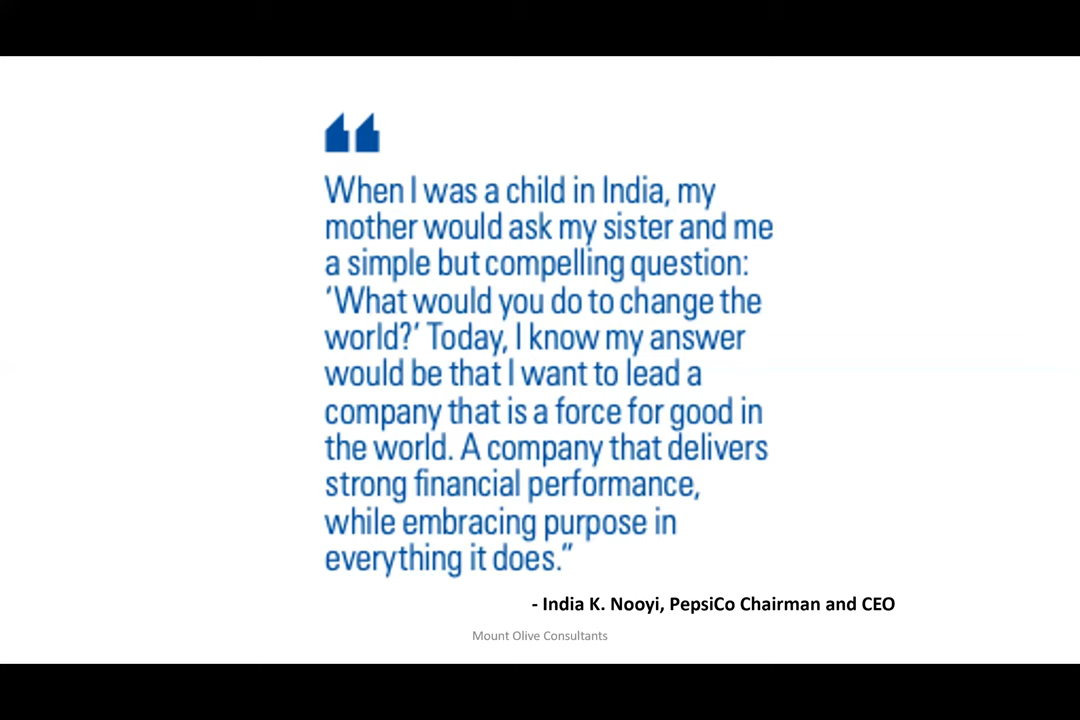 “
When I was a child in India, my
mother would ask my sister and me
a simple but compelling question:
‘What would you do to change the
world?’ Today, I know my answer
would be that I want to lead a
company that is a force for good in
the world. A company that delivers
strong financial performance,
while embracing purpose in
everything it does.”
- India K. Nooyi, PepsiCo Chairman and CEO
Mount Olive Consultants